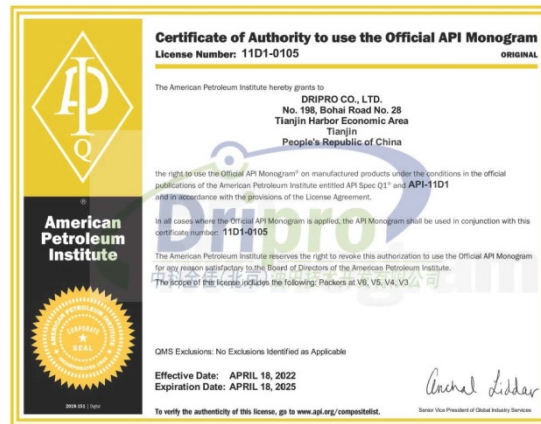 Certificate of Authority to use the Official API Monogram
License Number: 11D1-0105
ORIGINAL
The American Petroleum Institute hereby grants to
DRIPRO CO., LTD.
No. 198, Bohai Road No. 28
Tianjin Harbor Economic Area
Tianjin
People's Republic of China
the right to use the Official API Monogram® on manufactured products under the conditions in the official
publications of the American Petroleum Institute entitled API Spec Q1® and API-11D1
and in accordance with the provisions of the License Agreement.
In all cases where the Official API Monogram is applied, the API Monogram shall be used in conjunction with this
certificate number: 11D1-0105
The American Petroleum Institute reserves the right to revoke this authorization to use the Official API Monogram
for any reason satisfactory to the Board of Directors of the American Petroleum Institute.
The scope of this license includes the following: Packers at V6, V5, V4, V3
QMS Exclusions: No Exclusions Identified as Applicable
Effective Date: APRIL 18, 2022
Expiration Date: APRIL 18, 2025
To verify the authenticity of this license, go to www.api.org/compositelist.
Anchal Liddar
Senior Vice President of Global Industry Services
API
Q
®
American
Petroleum
Institute
AMERICAN PETROLEUM INSTITUTE
CORPORATE
SEAL
Digital
Dripro